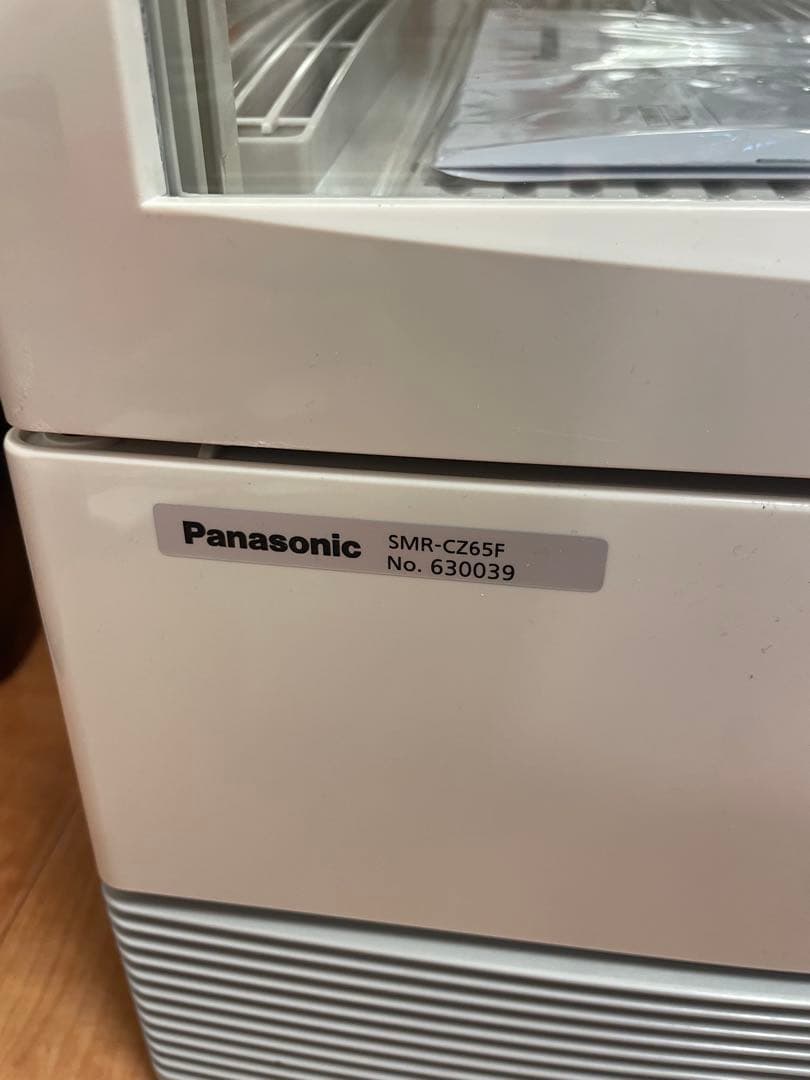 Panasonic SMR-CZ65F
No. 630039